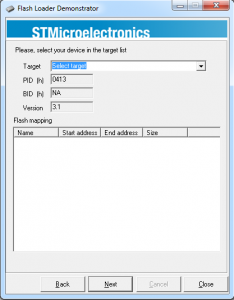 Flash Loader Demonstrator
STMicroelectronics
Please, select your device in the target list
Target Select target
PID (h) 0413
BID (h) NA
Version 3.1
Flash mapping
Name Start address End address Size
Back Next Cancel Close